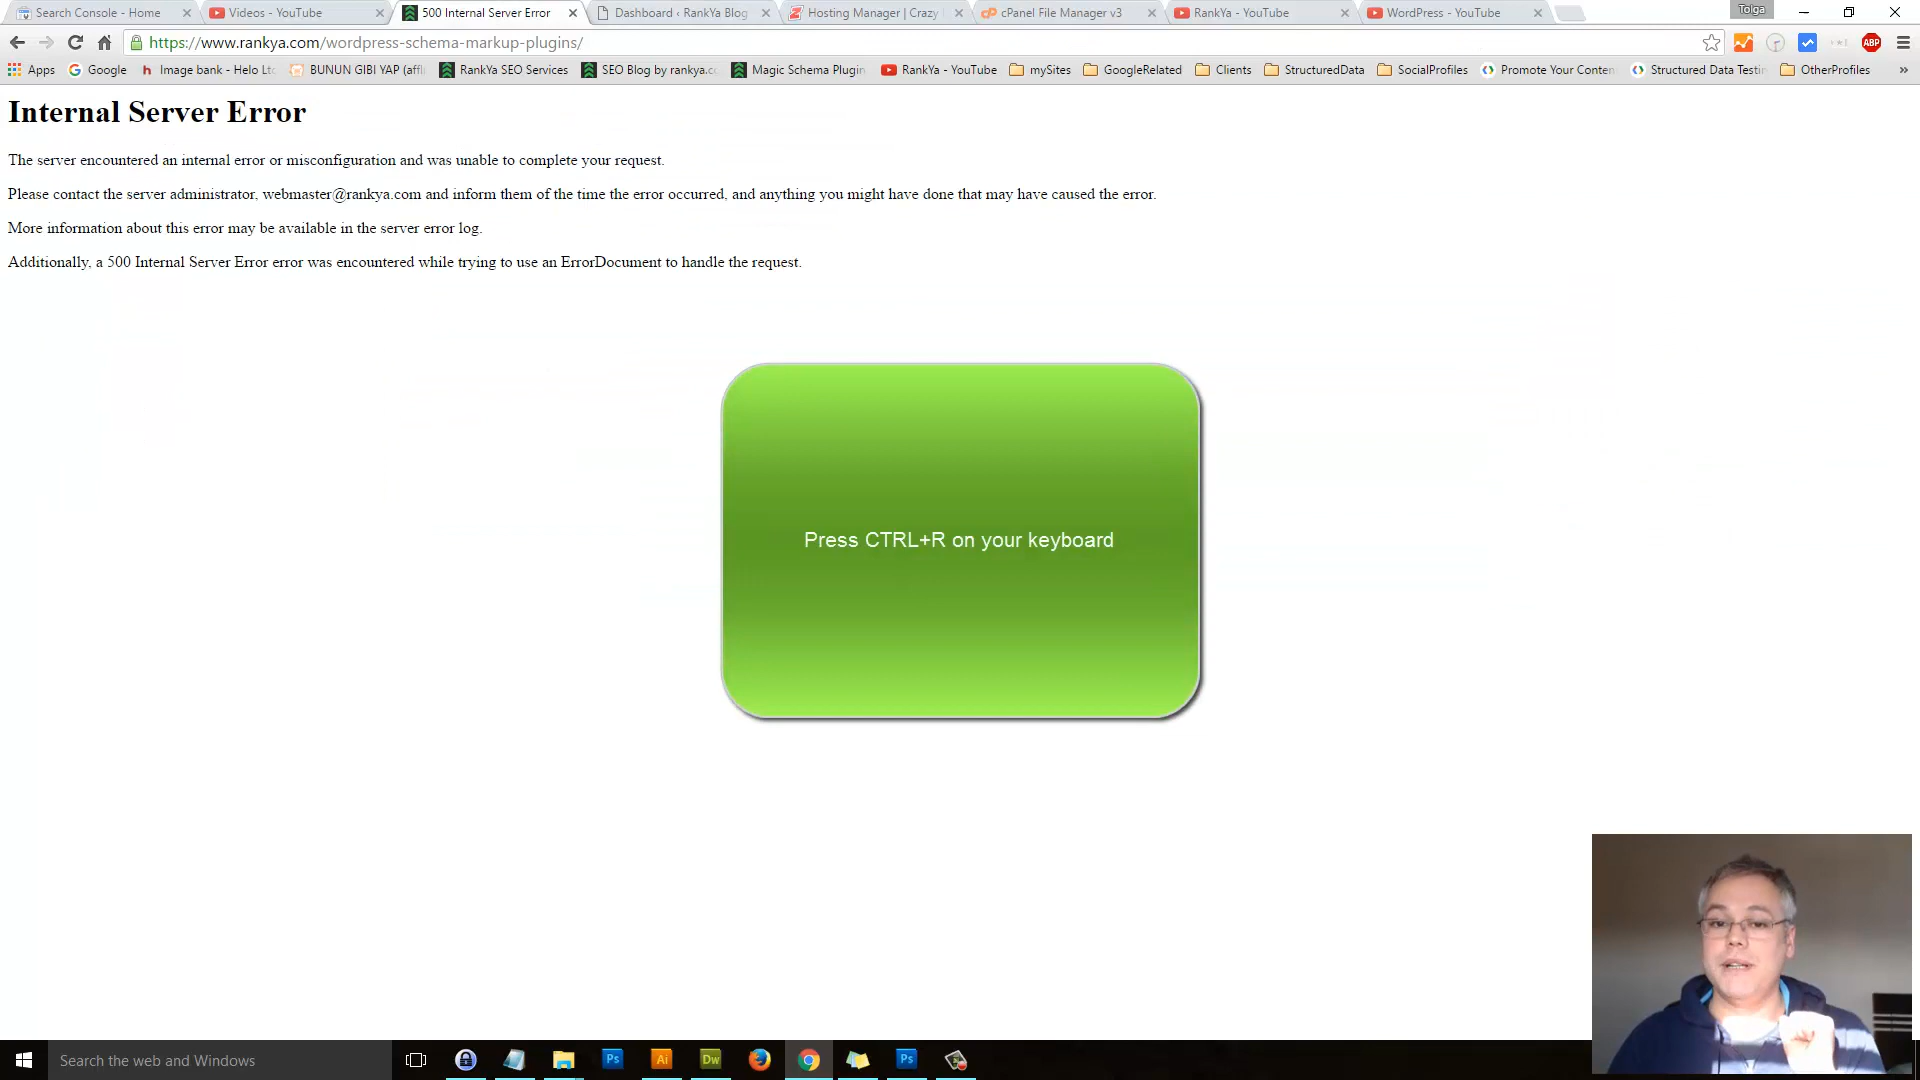 Search Console - Home
Videos - YouTube
500 Internal Server Error
Dashboard ‹ RankYa Blog
Hosting Manager | Crazy
cPanel File Manager v3
RankYa - YouTube
WordPress - YouTube
Tolga
https://www.rankya.com/wordpress-schema-markup-plugins/
ABP
Apps
Google
Image bank - Helo Ltd
BUNUN GIBI YAP (affi
RankYa SEO Services
SEO Blog by rankya.co
Magic Schema Plugin
RankYa - YouTube
mySites
GoogleRelated
Clients
StructuredData
SocialProfiles
Promote Your Conten
Structured Data Testi
OtherProfiles
»
Internal Server Error
The server encountered an internal error or misconfiguration and was unable to complete your request.
Please contact the server administrator, webmaster@rankya.com and inform them of the time the error occurred, and anything you might have done that may have caused the error.
More information about this error may be available in the server error log.
Additionally, a 500 Internal Server Error error was encountered while trying to use an ErrorDocument to handle the request.
Press CTRL+R on your keyboard
Search the web and Windows
Ps
Ai
Dw
Ps